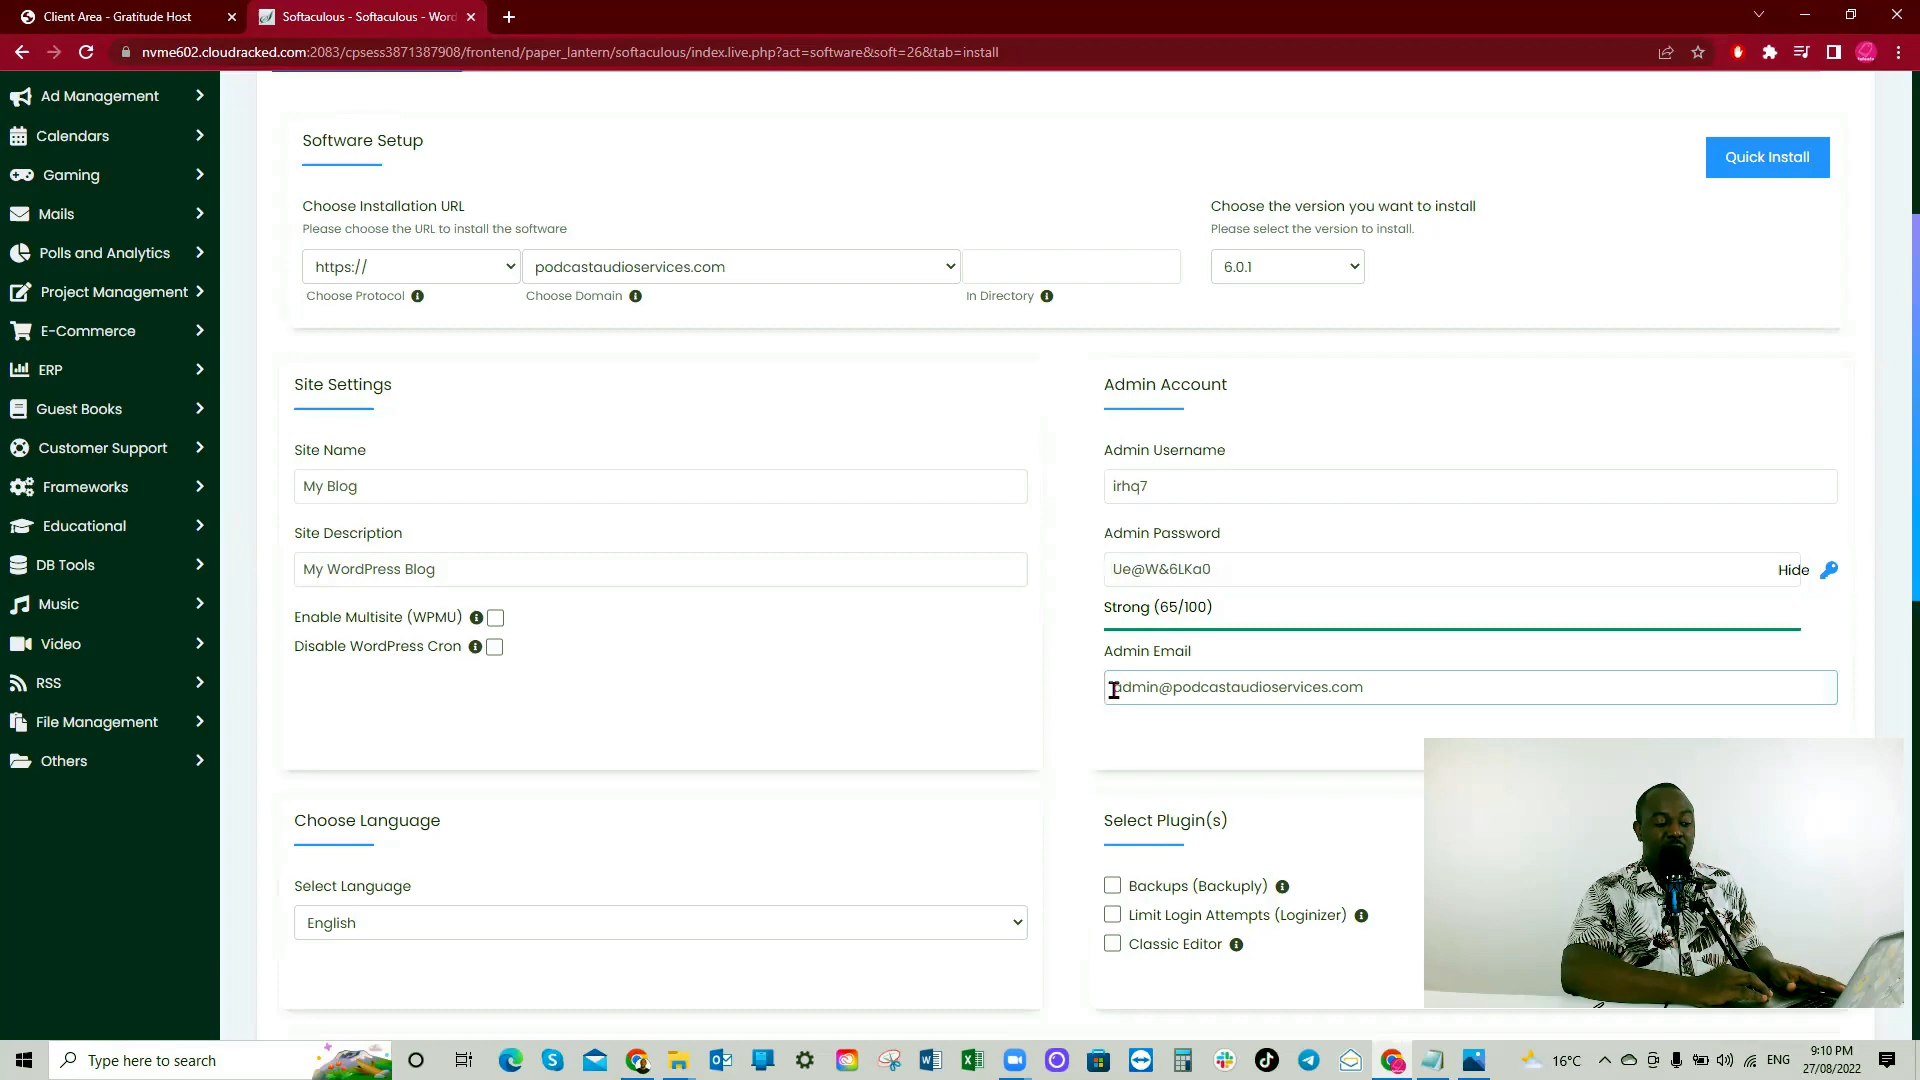 Client Area - Gratitude Host
Softaculous - Softaculous - Word
nvme602.cloudracked.com:2083/cpsess3871387908/frontend/paper_lantern/softaculous/index.live.php?act=software&soft=26&tab=install
Ad Management
Calendars
Gaming
Mails
Polls and Analytics
Project Management
E-Commerce
ERP
Guest Books
Customer Support
Frameworks
Educational
DB Tools
Music
Video
RSS
File Management
Others
Software Setup
Quick Install
Choose Installation URL
Please choose the URL to install the software
https://
podcastaudioservices.com
Choose Protocol
Choose Domain
In Directory
Choose the version you want to install
Please select the version to install.
6.0.1
Site Settings
Site Name
My Blog
Site Description
My WordPress Blog
Enable Multisite (WPMU)
Disable WordPress Cron
Admin Account
Admin Username
irhq7
Admin Password
Ue@W&6LKa0
Hide
Strong (65/100)
Admin Email
admin@podcastaudioservices.com
Choose Language
Select Language
English
Select Plugin(s)
Backups (Backuply)
Limit Login Attempts (Loginizer)
Classic Editor
Type here to search
16°C
ENG
9:10 PM
27/08/2022